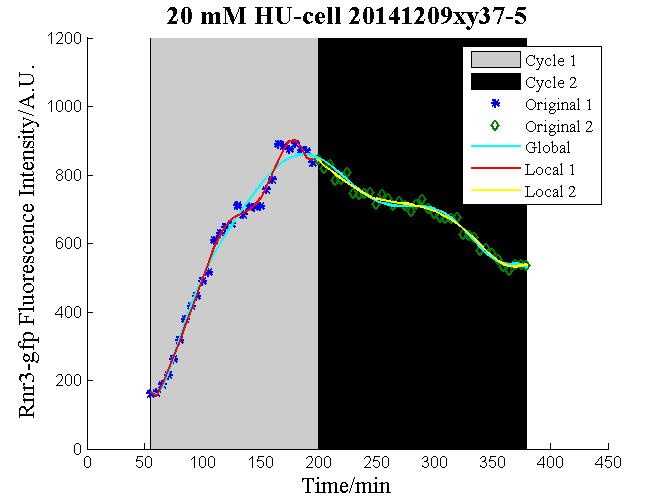 20 mM HU-cell 20141209xy37-5
1200
1000
800
600
400
200
0
Rnr3-gfp Fluorescence Intensity/A.U.
Cycle 1
Cycle 2
Original 1
Original 2
Global
Local 1
Local 2
0 50 100 150 200 250 300 350 400 450
Time/min